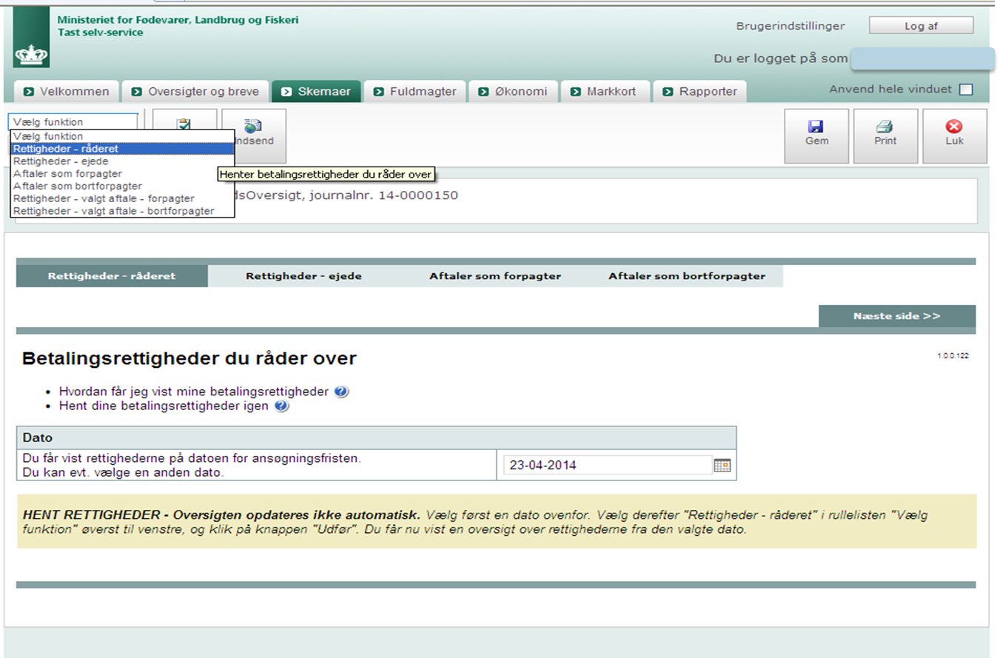 Ministeriet for Fødevarer, Landbrug og Fiskeri
Tast selv-service
Brugerindstillinger
Log af
Du er logget på som
Velkommen
Oversigter og breve
Skemaer
Fuldmagter
Økonomi
Markkort
Rapporter
Anvend hele vinduet
Vælg funktion
Vælg funktion
Rettigheder - råderet
Rettigheder - ejede
Aftaler som forpagter
Aftaler som bortforpagter
Rettigheder - valgt aftale - forpagter
Rettigheder - valgt aftale - bortforpagter
Indsend
Gem
Print
Luk
Henter betalingsrettigheder du råder over
dsOversigt, journalnr. 14-0000150
Rettigheder - råderet
Rettigheder - ejede
Aftaler som forpagter
Aftaler som bortforpagter
Næste side >>
Betalingsrettigheder du råder over
1.0.0.122
Hvordan får jeg vist mine betalingsrettigheder
Hent dine betalingsrettigheder igen
Dato
Du får vist rettighederne på datoen for ansøgningsfristen.
Du kan evt. vælge en anden dato.
23-04-2014
HENT RETTIGHEDER - Oversigten opdateres ikke automatisk. Vælg først en dato ovenfor. Vælg derefter "Rettigheder - råderet" i rullelisten "Vælg
funktion" øverst til venstre, og klik på knappen "Udfør". Du får nu vist en oversigt over rettighederne fra den valgte dato.